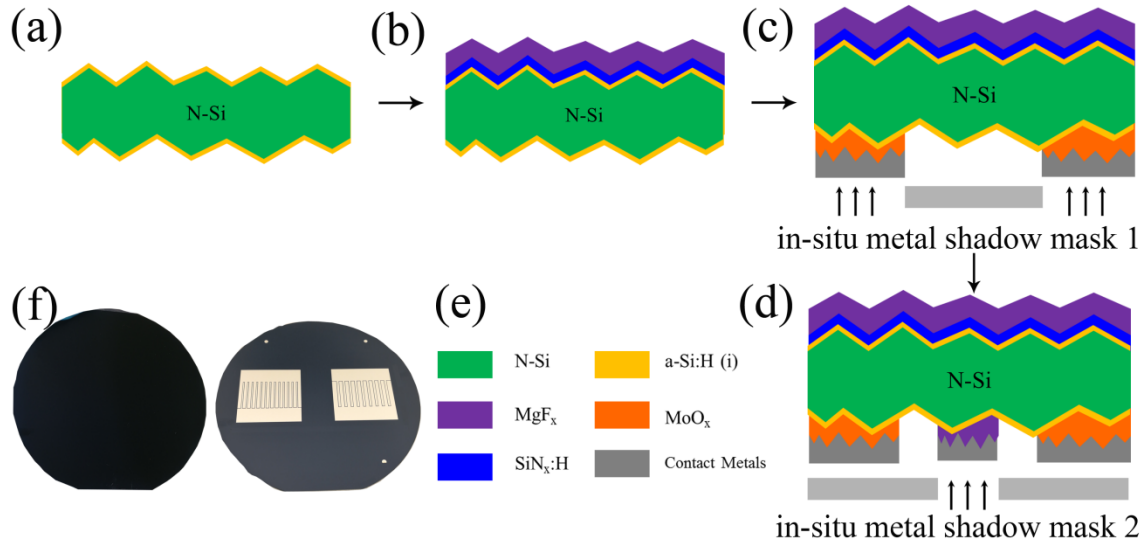 (a)
(b)
(c)
N-Si
N-Si
N-Si
in-situ metal shadow mask 1
(f)
(e)
(d)
N-Si
a-Si:H (i)
MgFx
MoOx
SiNx:H
Contact Metals
N-Si
in-situ metal shadow mask 2